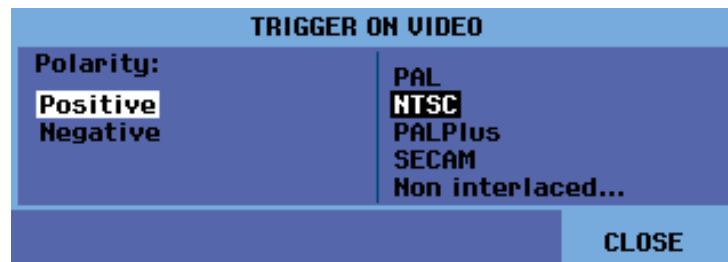 TRIGGER ON VIDEO
Polarity:
Positive
Negative
PAL
NTSC
PALPlus
SECAM
Non interlaced...
CLOSE